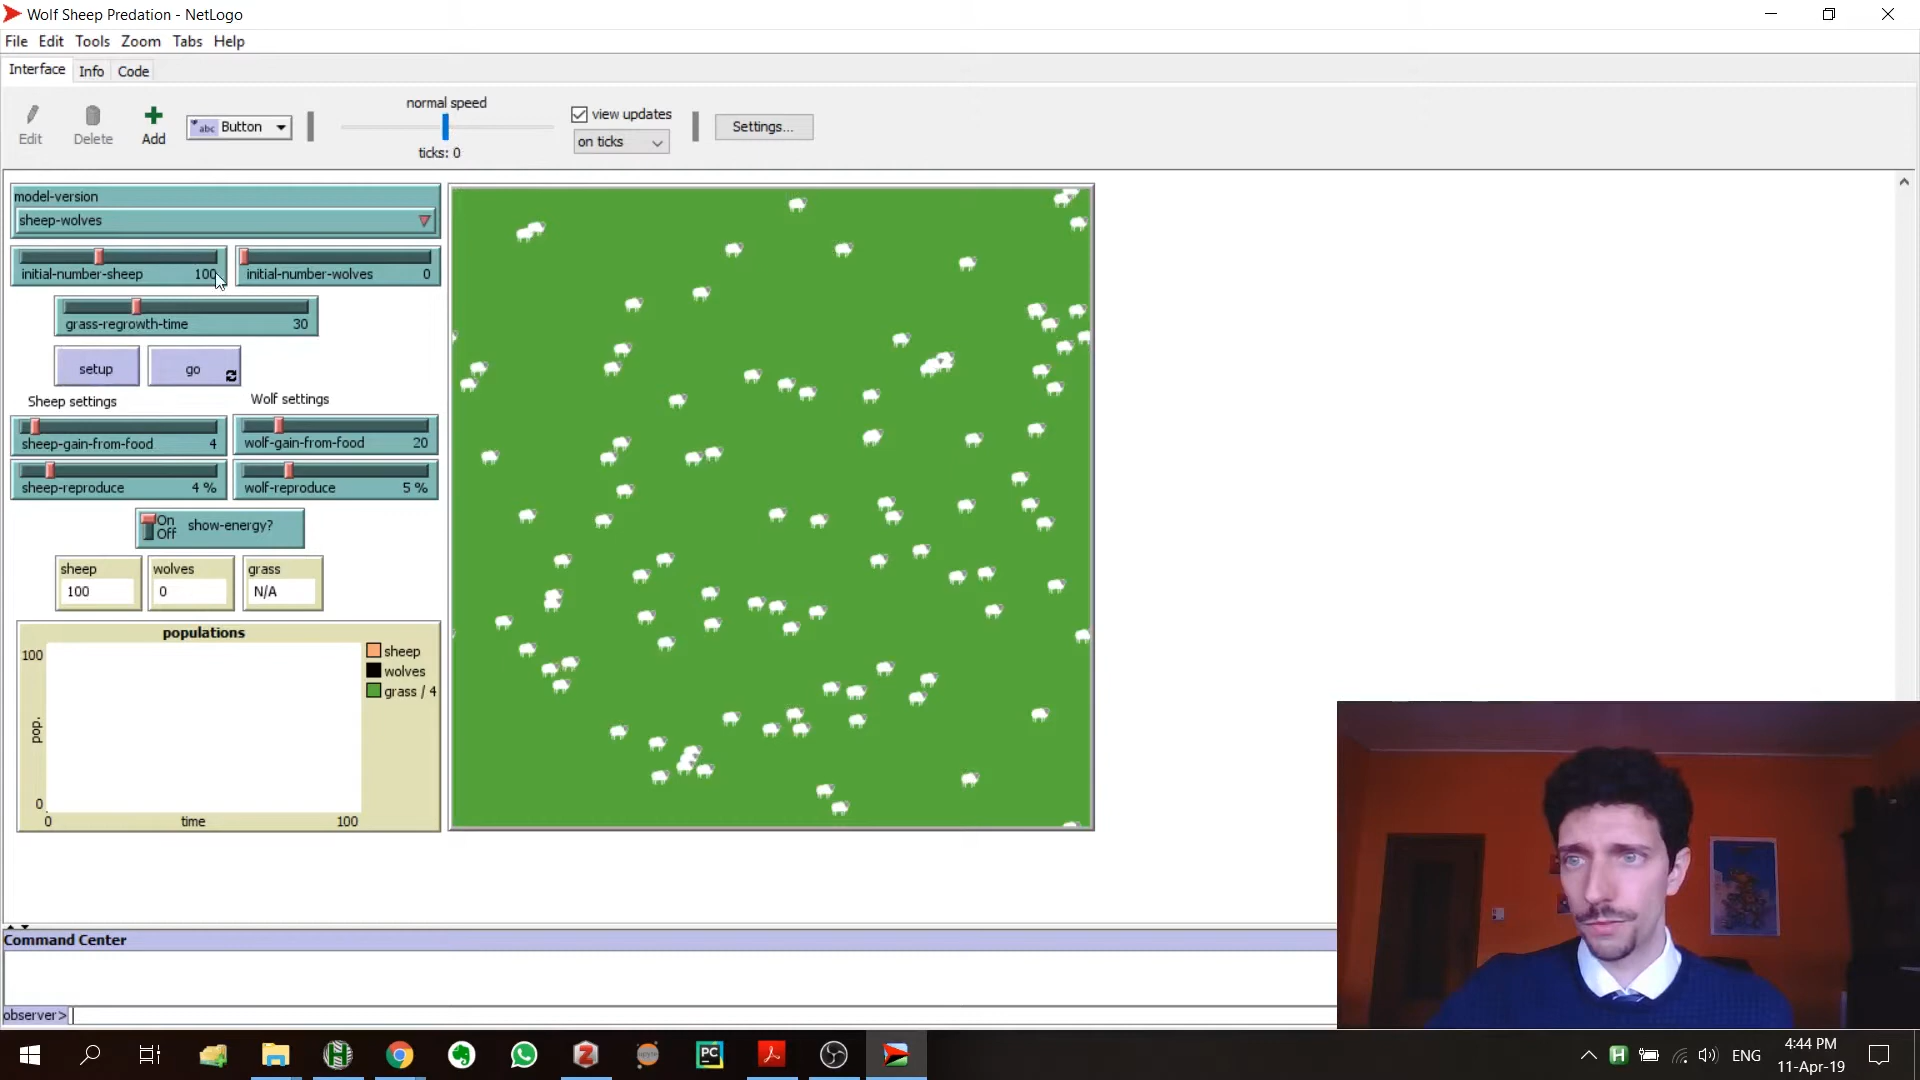 Wolf Sheep Predation - NetLogo
File Edit Tools Zoom Tabs Help
Interface Info Code
Edit
Delete
Add
abc Button
normal speed
ticks: 0
view updates
on ticks
Settings...
model-version
sheep-wolves
initial-number-sheep 100
initial-number-wolves 0
grass-regrowth-time 30
setup
go
Sheep settings
Wolf settings
sheep-gain-from-food 4
wolf-gain-from-food 20
sheep-reproduce 4 %
wolf-reproduce 5 %
On
Off
show-energy?
sheep
100
wolves
0
grass
N/A
populations
100
pop.
0
0
time
100
sheep
wolves
grass / 4
Command Center
observer>
PC
H
ENG
4:44 PM
11-Apr-19